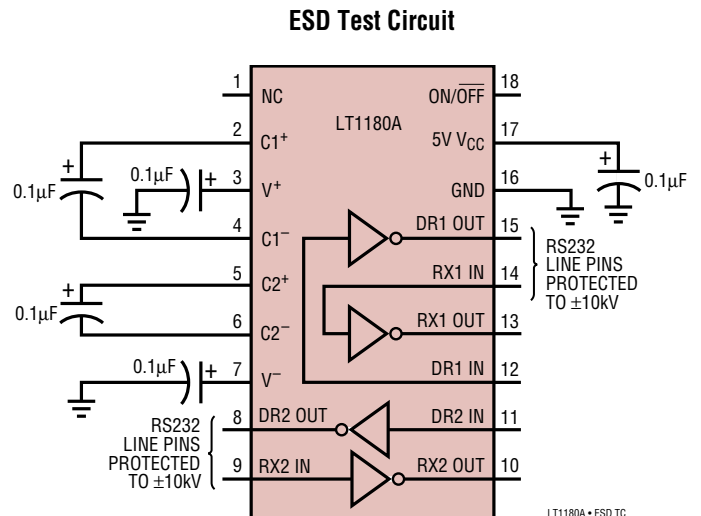 ESD Test Circuit
1
NC
ON/O̅F̅F̅
18
LT1180A
2
C1+
5V VCC
17
+
0.1µF
0.1µF
+
3
V+
GND
16
+
0.1µF
4
C1–
DR1 OUT
15
5
C2+
RX1 IN
14
RS232
LINE PINS
PROTECTED
TO ±10kV
+
0.1µF
6
C2–
RX1 OUT
13
0.1µF
+
7
V–
DR1 IN
12
8
DR2 OUT
DR2 IN
11
RS232
LINE PINS
PROTECTED
TO ±10kV
9
RX2 IN
RX2 OUT
10
LT1180A • ESD TC